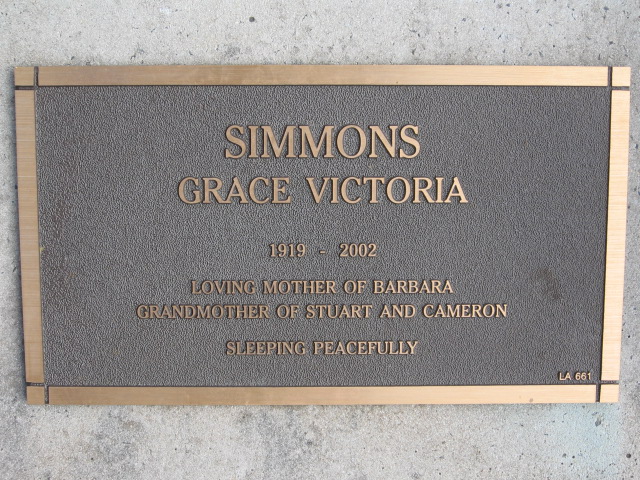 SIMMONS
GRACE VICTORIA
1919 - 2002
LOVING MOTHER OF BARBARA
GRANDMOTHER OF STUART AND CAMERON
SLEEPING PEACEFULLY
LA 661